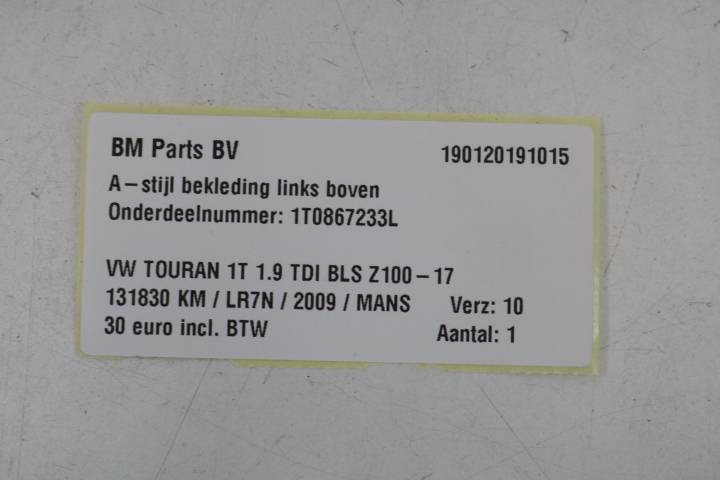 BM Parts BV 190120191015
A-stijl bekleding links boven
Onderdeelnummer: 1T0867233L
VW TOURAN 1T 1.9 TDI BLS Z100-17
131830 KM / LR7N / 2009 / MANS Verz: 10
30 euro incl. BTW Aantal: 1